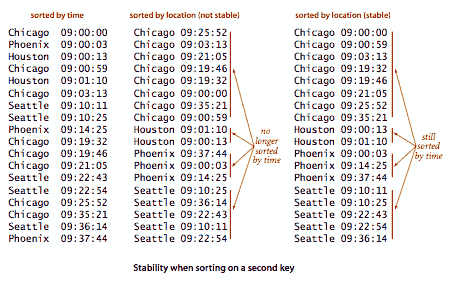 sorted by time sorted by location (not stable) sorted by location (stable)
Chicago 09:00:00 Chicago 09:25:52 Chicago 09:00:00
Phoenix 09:00:03 Chicago 09:03:13 Chicago 09:00:59
Houston 09:00:13 Chicago 09:21:05 Chicago 09:03:13
Chicago 09:00:59 Chicago 09:19:46 Chicago 09:19:32
Houston 09:01:10 Chicago 09:19:32 Chicago 09:19:46
Chicago 09:03:13 Chicago 09:00:00 Chicago 09:21:05
Seattle 09:10:11 Chicago 09:35:21 Chicago 09:25:52
Seattle 09:10:25 Chicago 09:00:59 Chicago 09:35:21
Phoenix 09:14:25 Houston 09:01:10 no Houston 09:00:13 still
Chicago 09:19:32 Houston 09:00:13 longer Houston 09:01:10 sorted
Chicago 09:19:46 Phoenix 09:37:44 sorted Phoenix 09:00:03 by time
Chicago 09:21:05 Phoenix 09:00:03 by time Phoenix 09:14:25
Seattle 09:22:43 Phoenix 09:14:25 Phoenix 09:37:44
Seattle 09:22:54 Seattle 09:10:25 Seattle 09:10:11
Chicago 09:25:52 Seattle 09:36:14 Seattle 09:10:25
Chicago 09:35:21 Seattle 09:22:43 Seattle 09:22:43
Seattle 09:36:14 Seattle 09:10:11 Seattle 09:22:54
Phoenix 09:37:44 Seattle 09:22:54 Seattle 09:36:14
Stability when sorting on a second key